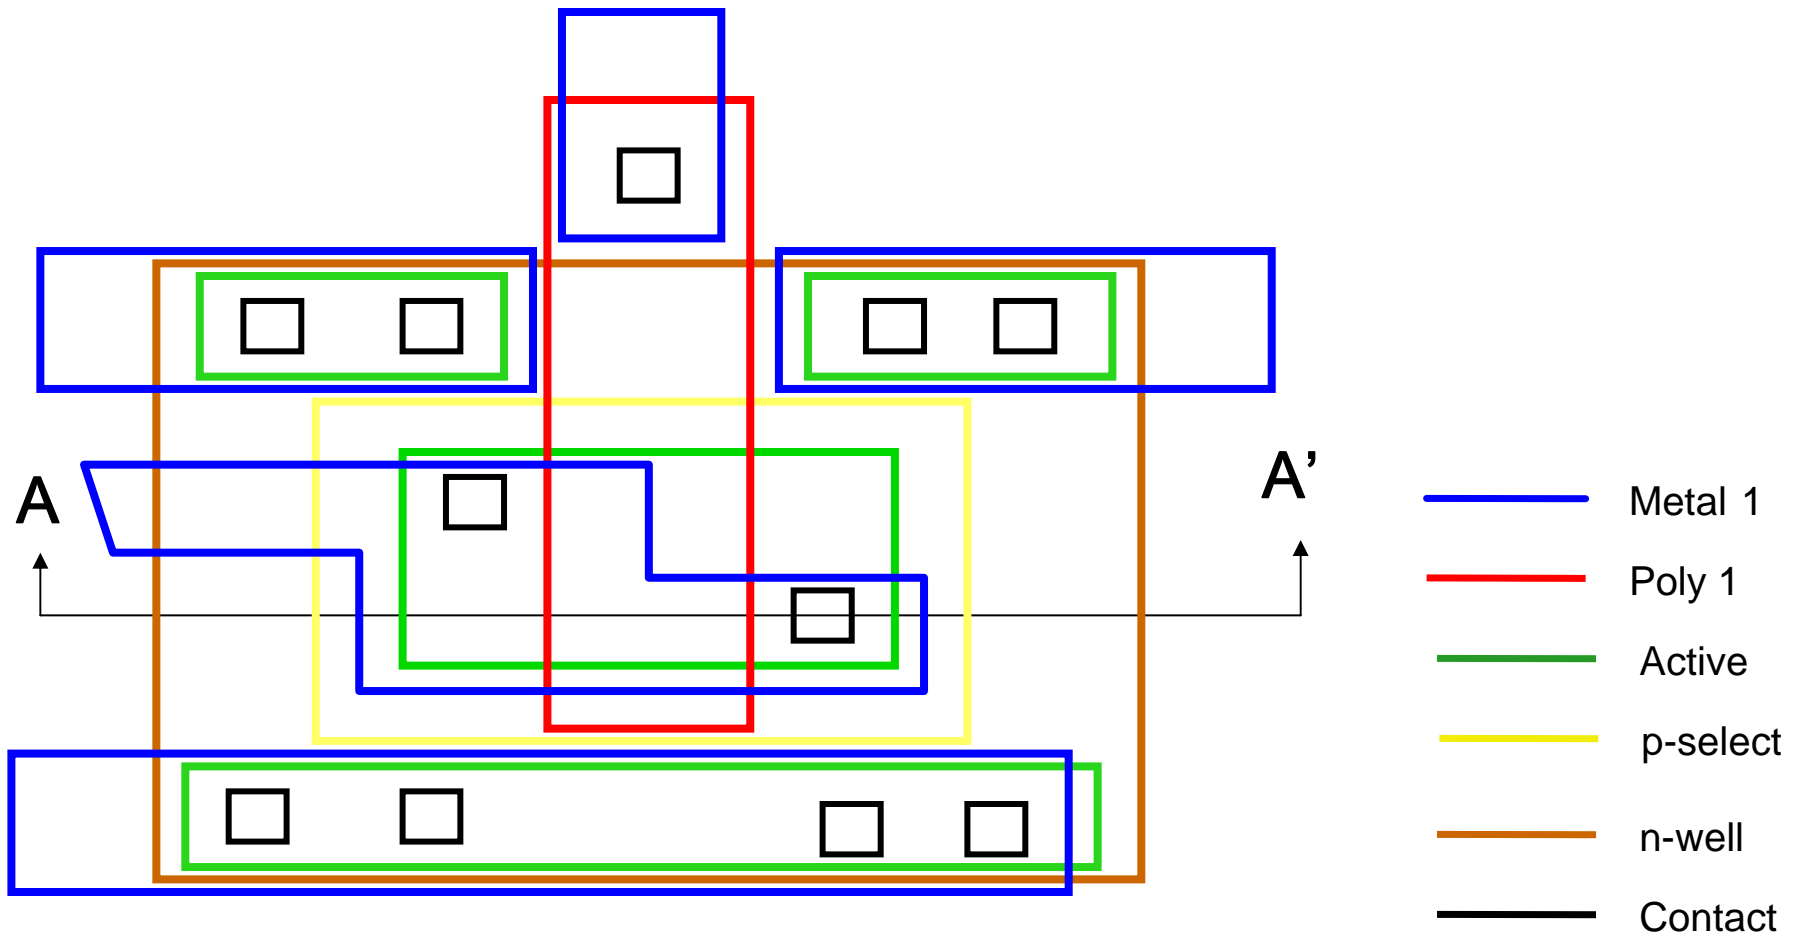 A
A’
Metal 1
Poly 1
Active
p-select
n-well
Contact